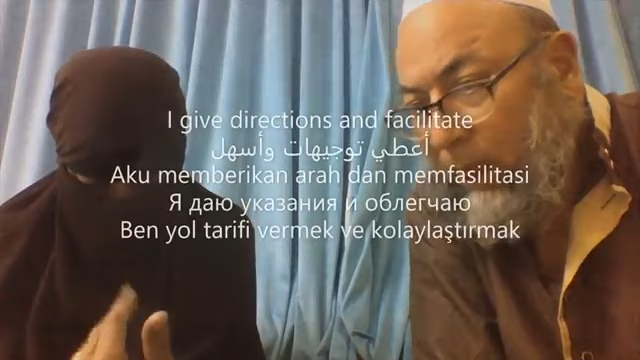 I give directions and facilitate
أعطي توجيهات وأسهل
Aku memberikan arah dan memfasilitasi
Я даю указания и облегчаю
Ben yol tarifi vermek ve kolaylaştırmak